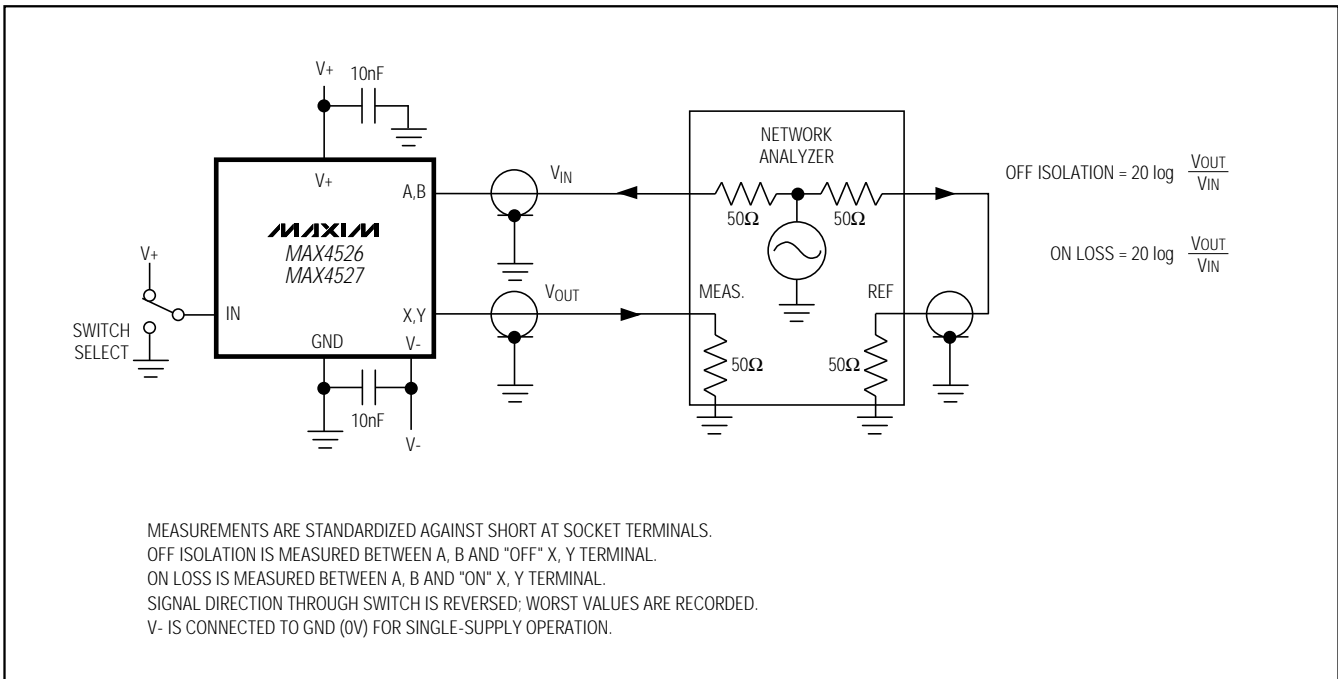 V+
10nF
V+
A,B
VIN
MAXIM
MAX4526
MAX4527
V+
SWITCH
SELECT
IN
X,Y
VOUT
GND
V-
10nF
V-
NETWORK
ANALYZER
50Ω
50Ω
MEAS.
REF
50Ω
50Ω
OFF ISOLATION = 20 log VOUT
VIN
ON LOSS = 20 log VOUT
VIN
MEASUREMENTS ARE STANDARDIZED AGAINST SHORT AT SOCKET TERMINALS.
OFF ISOLATION IS MEASURED BETWEEN A, B AND "OFF" X, Y TERMINAL.
ON LOSS IS MEASURED BETWEEN A, B AND "ON" X, Y TERMINAL.
SIGNAL DIRECTION THROUGH SWITCH IS REVERSED; WORST VALUES ARE RECORDED.
V- IS CONNECTED TO GND (0V) FOR SINGLE-SUPPLY OPERATION.